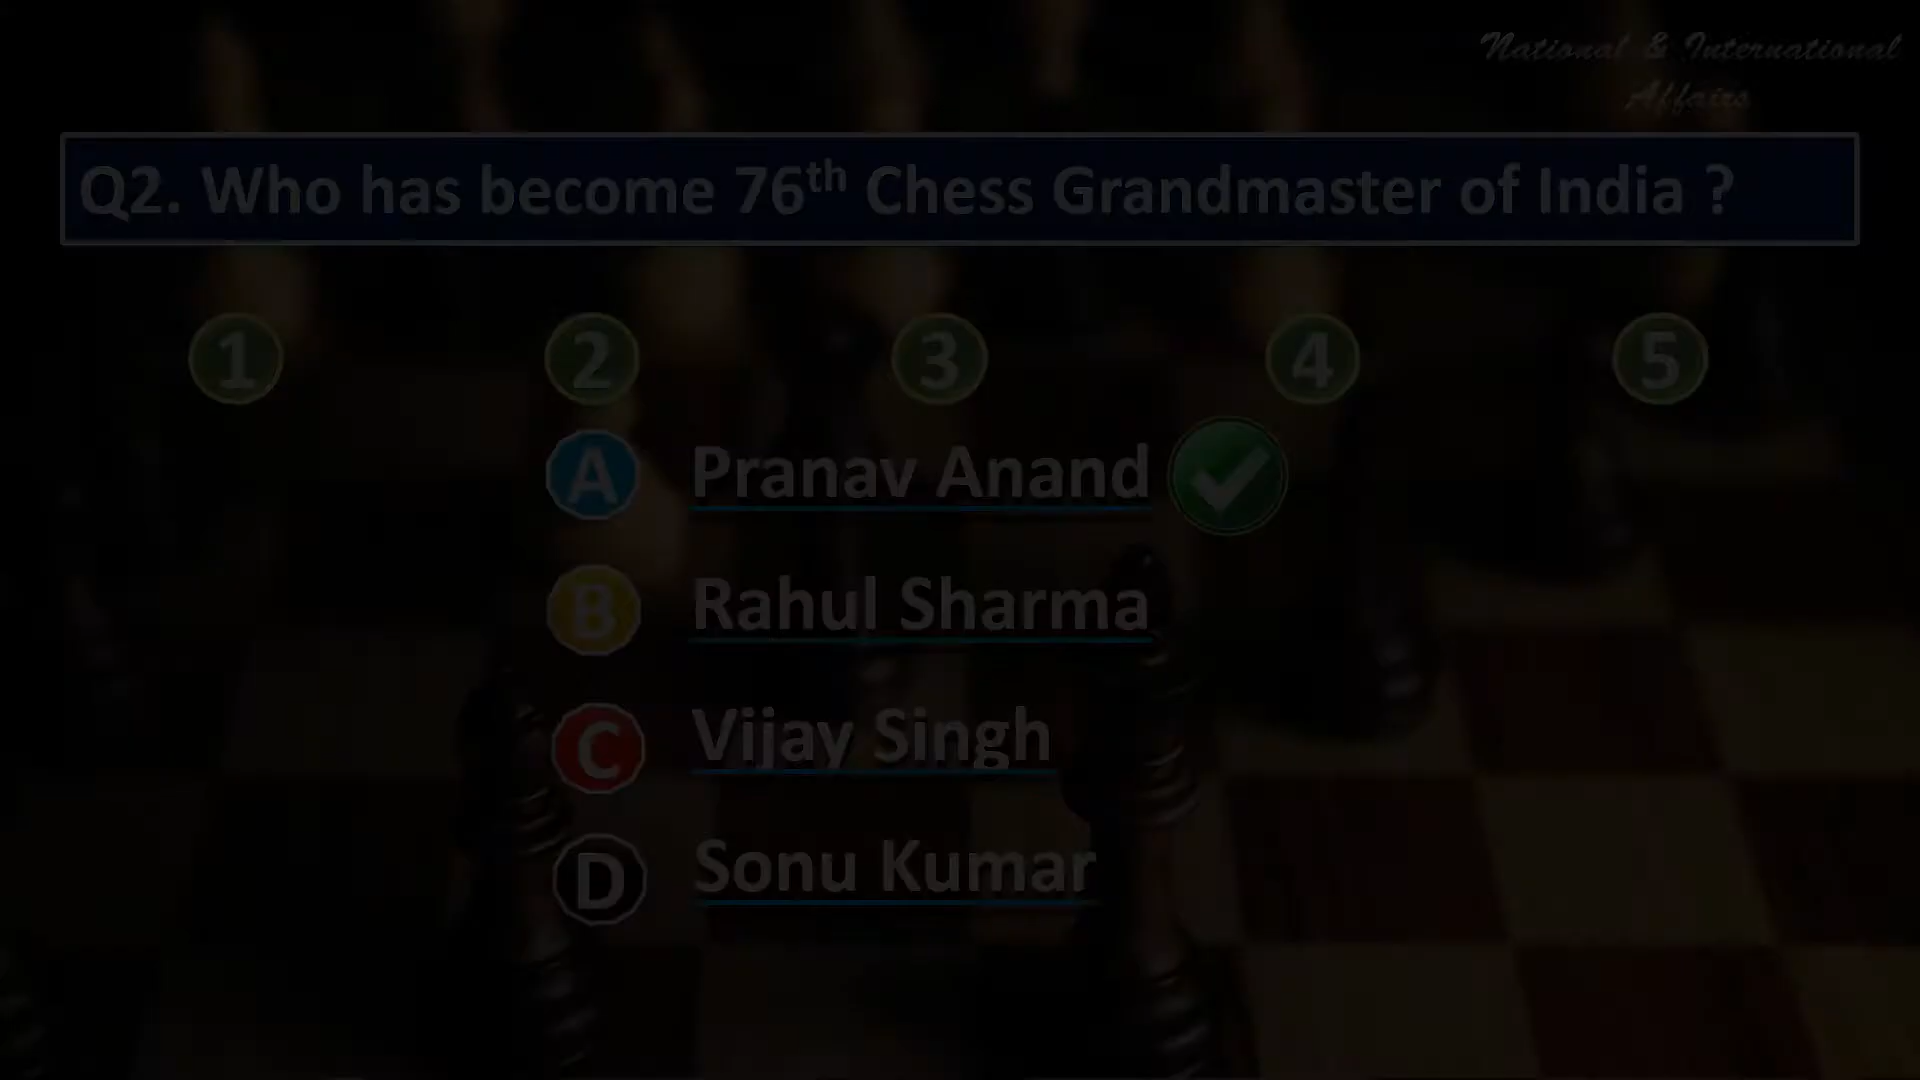 National & International
Affairs
Q2. Who has become 76th Chess Grandmaster of India ?
1 2 3 4 5
A Pranav Anand
B Rahul Sharma
C Vijay Singh
D Sonu Kumar